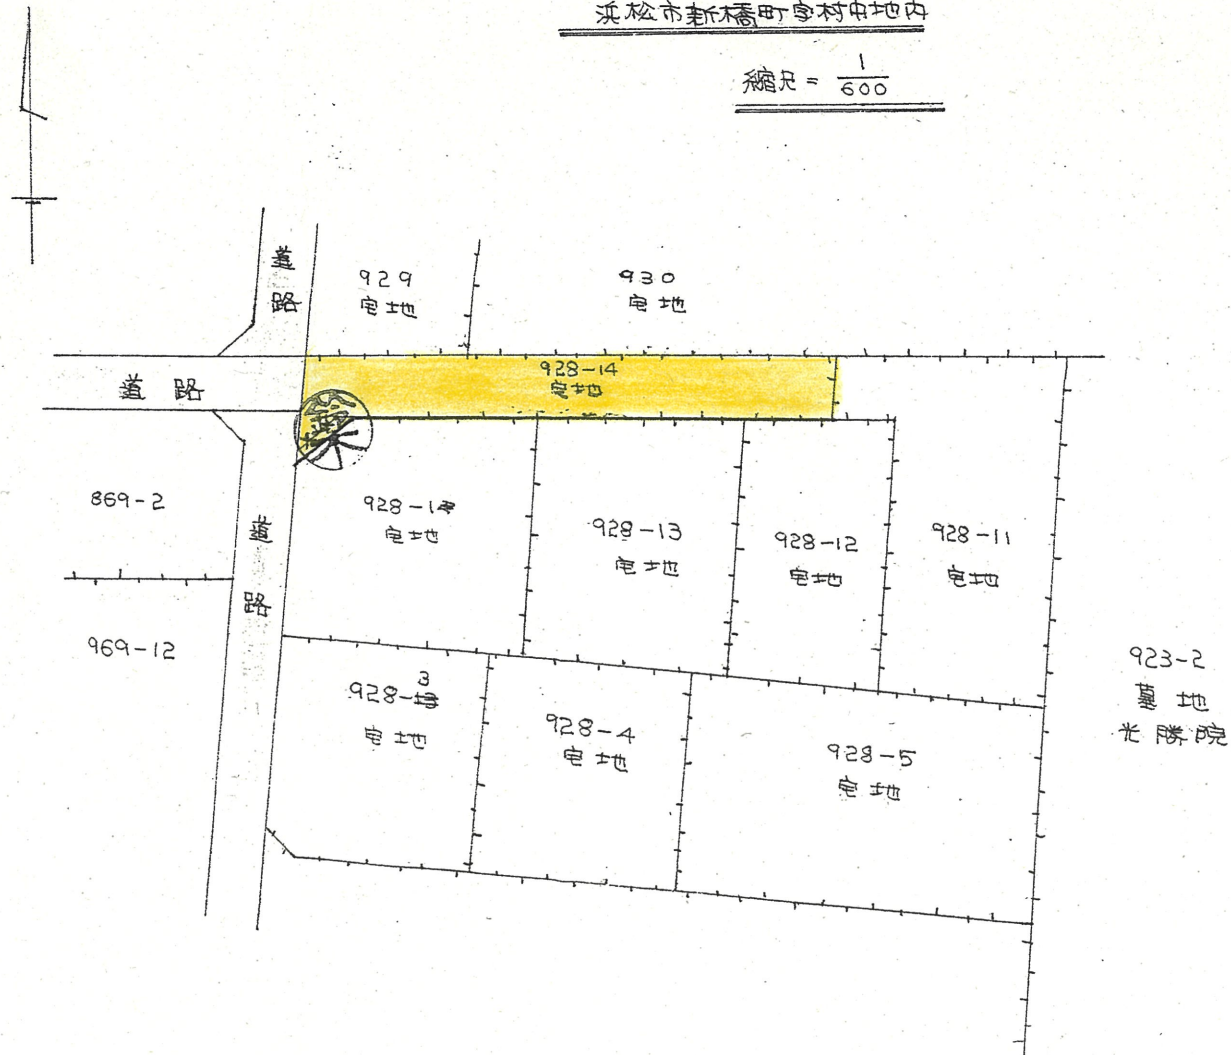 浜松市新橋町字村中地内
縮尺 = 1/600
道路
929
宅地
930
宅地
道路
928-14
宅地
869-2
道路
928-1
宅地
928-13
宅地
928-12
宅地
928-11
宅地
969-12
923-2
墓地
光勝院
3
928-
宅地
928-4
宅地
928-5
宅地